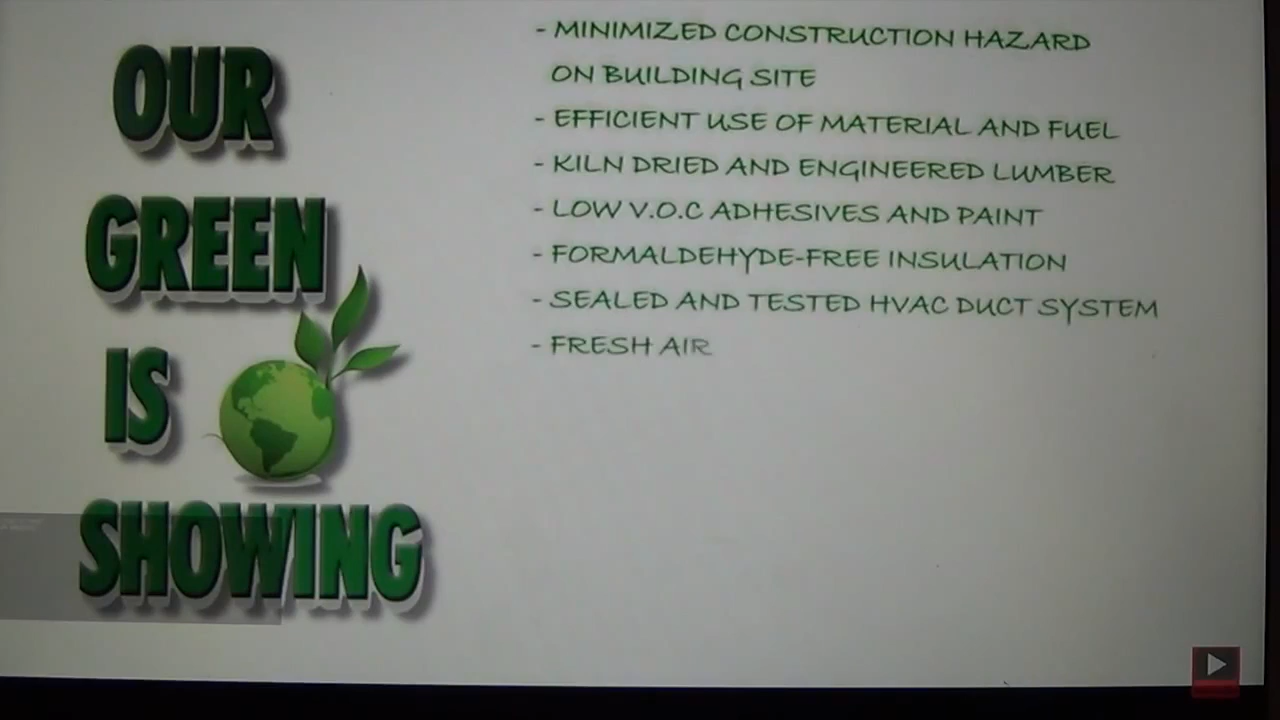 OUR
GREEN
IS
SHOWING
- MINIMIZED CONSTRUCTION HAZARD
ON BUILDING SITE
- EFFICIENT USE OF MATERIAL AND FUEL
- KILN DRIED AND ENGINEERED LUMBER
- LOW V.O.C ADHESIVES AND PAINT
- FORMALDEHYDE-FREE INSULATION
- SEALED AND TESTED HVAC DUCT SYSTEM
- FRESH AIR